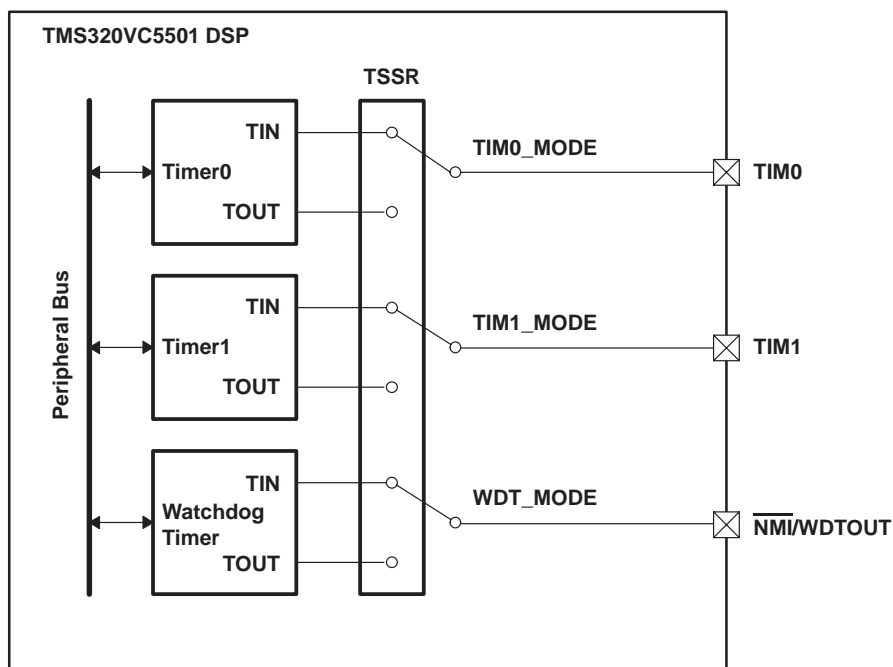 TMS320VC5501 DSP
TSSR
Peripheral Bus
TIN
Timer0
TOUT
TIM0_MODE
TIM0
TIN
Timer1
TOUT
TIM1_MODE
TIM1
TIN
Watchdog
Timer
TOUT
WDT_MODE
NMI/WDTOUT